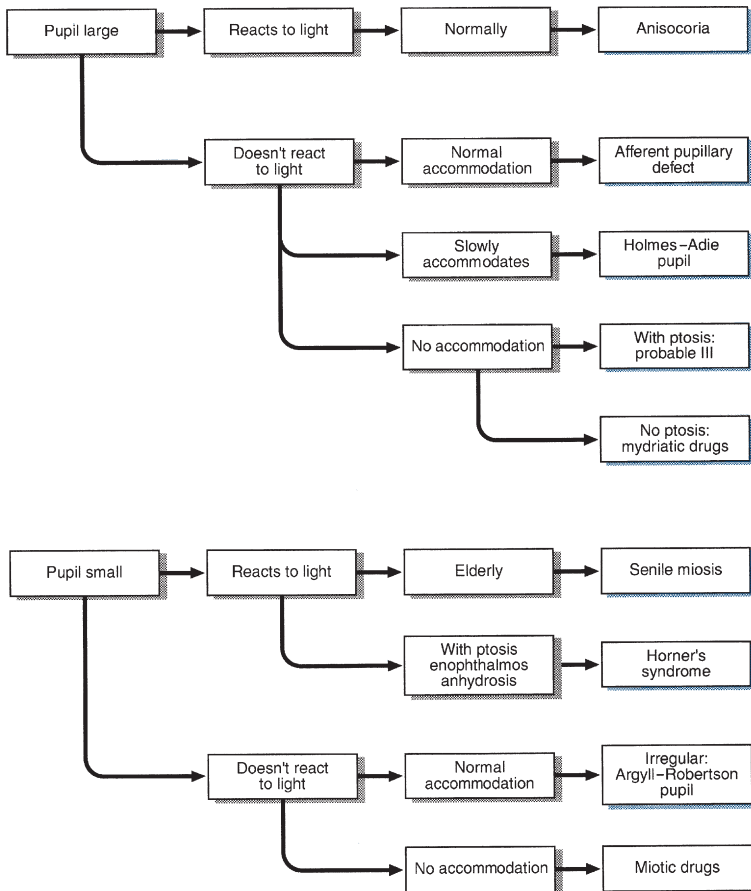 Pupil large
Reacts to light
Normally
Anisocoria
Doesn't react
to light
Normal
accommodation
Afferent pupillary
defect
Slowly
accommodates
Holmes–Adie
pupil
No accommodation
With ptosis:
probable III
No ptosis:
mydriatic drugs
Pupil small
Reacts to light
Elderly
Senile miosis
With ptosis
enophthalmos
anhydrosis
Horner's
syndrome
Doesn't react
to light
Normal
accommodation
Irregular:
Argyll–Robertson
pupil
No accommodation
Miotic drugs